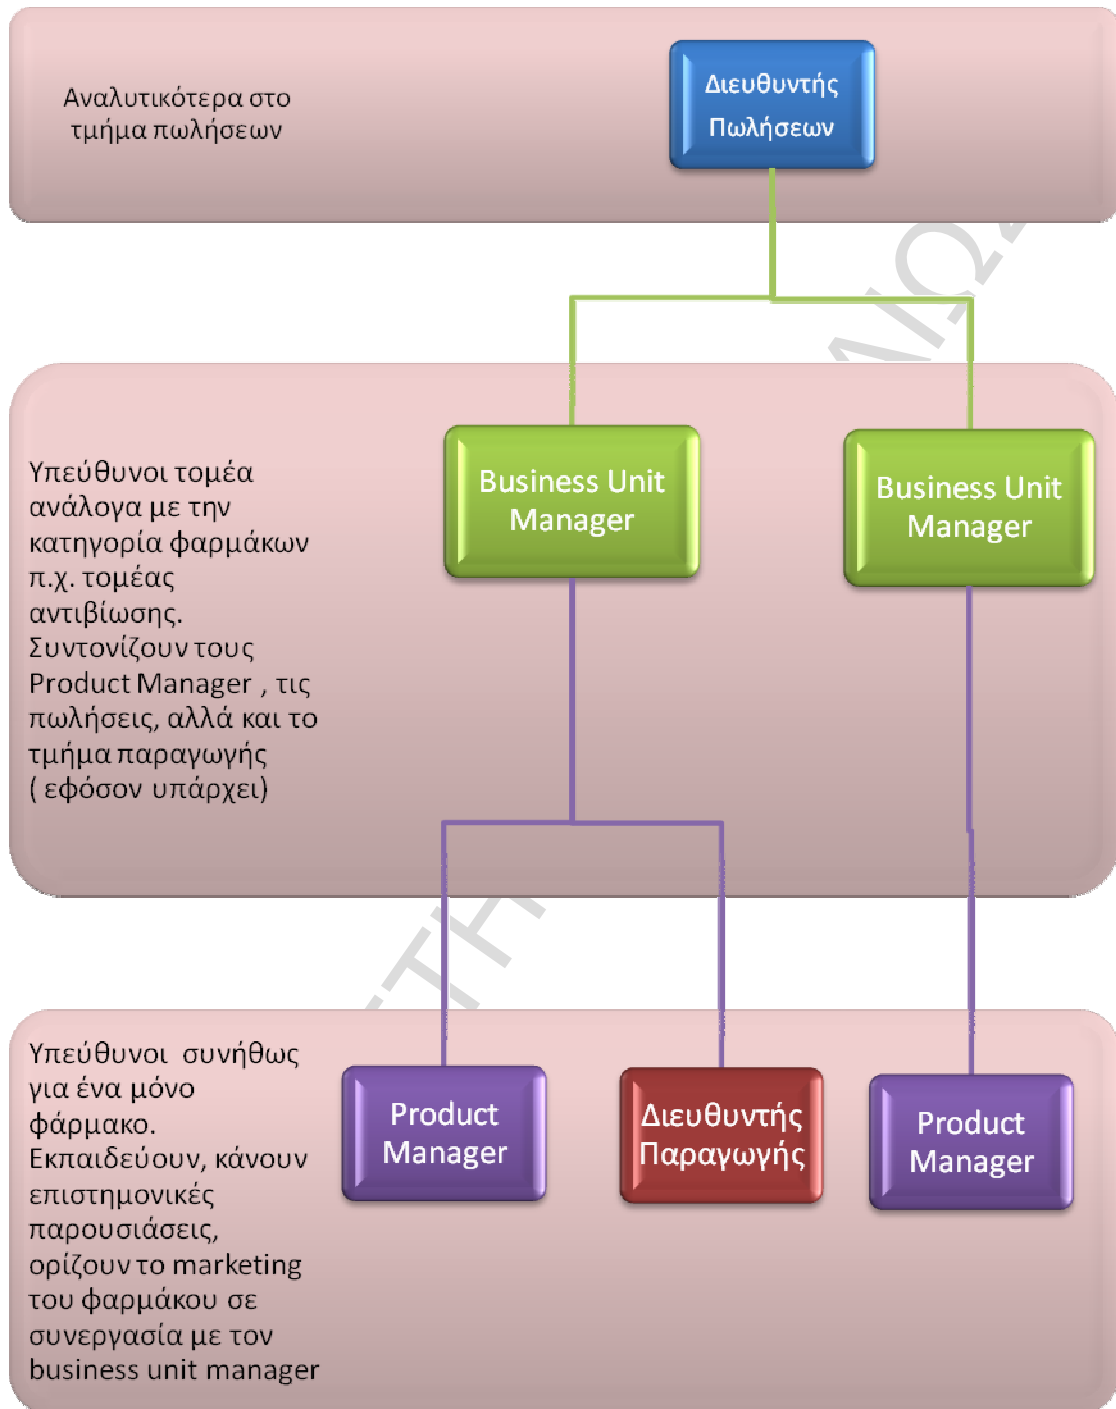 Αναλυτικότερα στο
τμήμα πωλήσεων
Διευθυντής
Πωλήσεων
Υπεύθυνοι τομέα
ανάλογα με την
κατηγορία φαρμάκων
π.χ. τομέας
αντιβίωσης.
Συντονίζουν τους
Product Manager , τις
πωλήσεις, αλλά και το
τμήμα παραγωγής
( εφόσον υπάρχει)
Business Unit
Manager
Business Unit
Manager
Υπεύθυνοι συνήθως
για ένα μόνο
φάρμακο.
Εκπαιδεύουν, κάνουν
επιστημονικές
παρουσιάσεις,
ορίζουν το marketing
του φαρμάκου σε
συνεργασία με τον
business unit manager
Product
Manager
Διευθυντής
Παραγωγής
Product
Manager